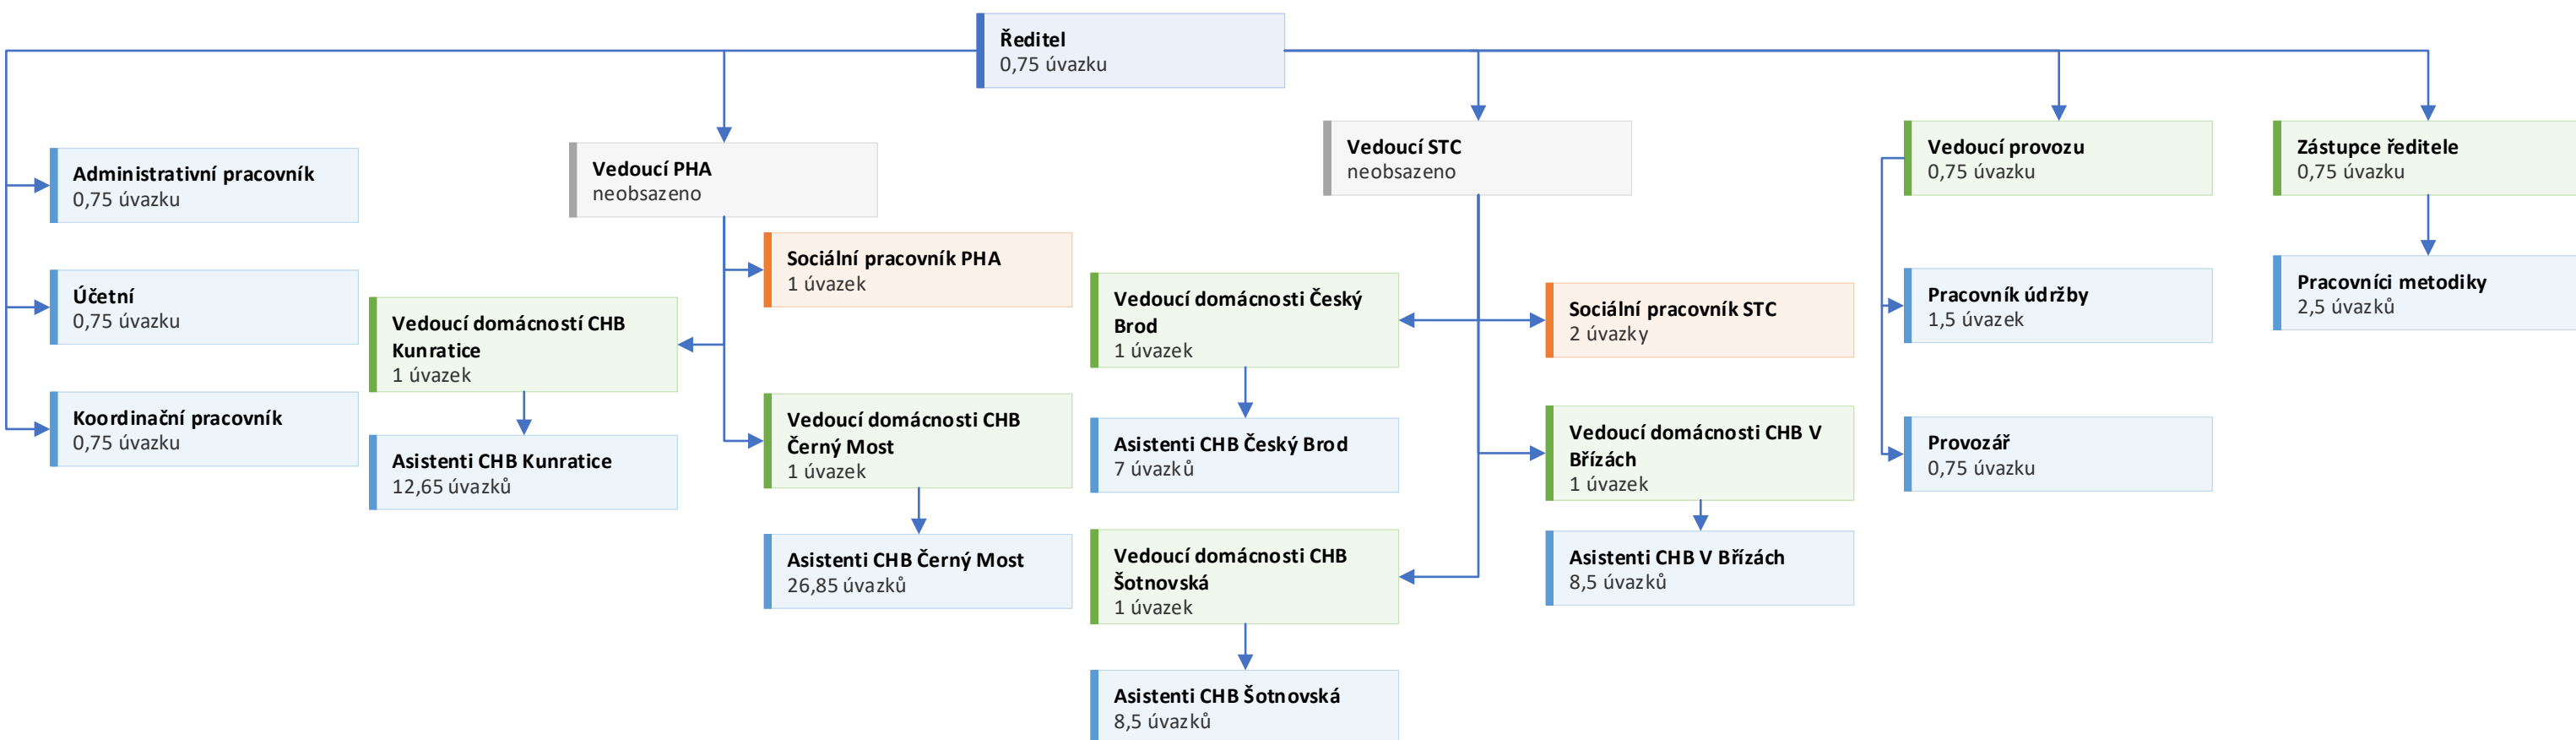 Ředitel
0,75 úvazku
Administrativní pracovník
0,75 úvazku
Účetní
0,75 úvazku
Koordinační pracovník
0,75 úvazku
Vedoucí PHA
neobsazeno
Sociální pracovník PHA
1 úvazek
Vedoucí domácností CHB
Kunratice
1 úvazek
Asistenti CHB Kunratice
12,65 úvazků
Vedoucí domácnosti CHB
Černý Most
1 úvazek
Asistenti CHB Černý Most
26,85 úvazků
Vedoucí STC
neobsazeno
Vedoucí domácnosti Český
Brod
1 úvazek
Asistenti CHB Český Brod
7 úvazků
Sociální pracovník STC
2 úvazky
Vedoucí domácnosti CHB V
Břízách
1 úvazek
Asistenti CHB V Břízách
8,5 úvazků
Vedoucí domácnosti CHB
Šotnovská
1 úvazek
Asistenti CHB Šotnovská
8,5 úvazků
Vedoucí provozu
0,75 úvazku
Pracovník údržby
1,5 úvazek
Provozář
0,75 úvazku
Zástupce ředitele
0,75 úvazku
Pracovníci metodiky
2,5 úvazků